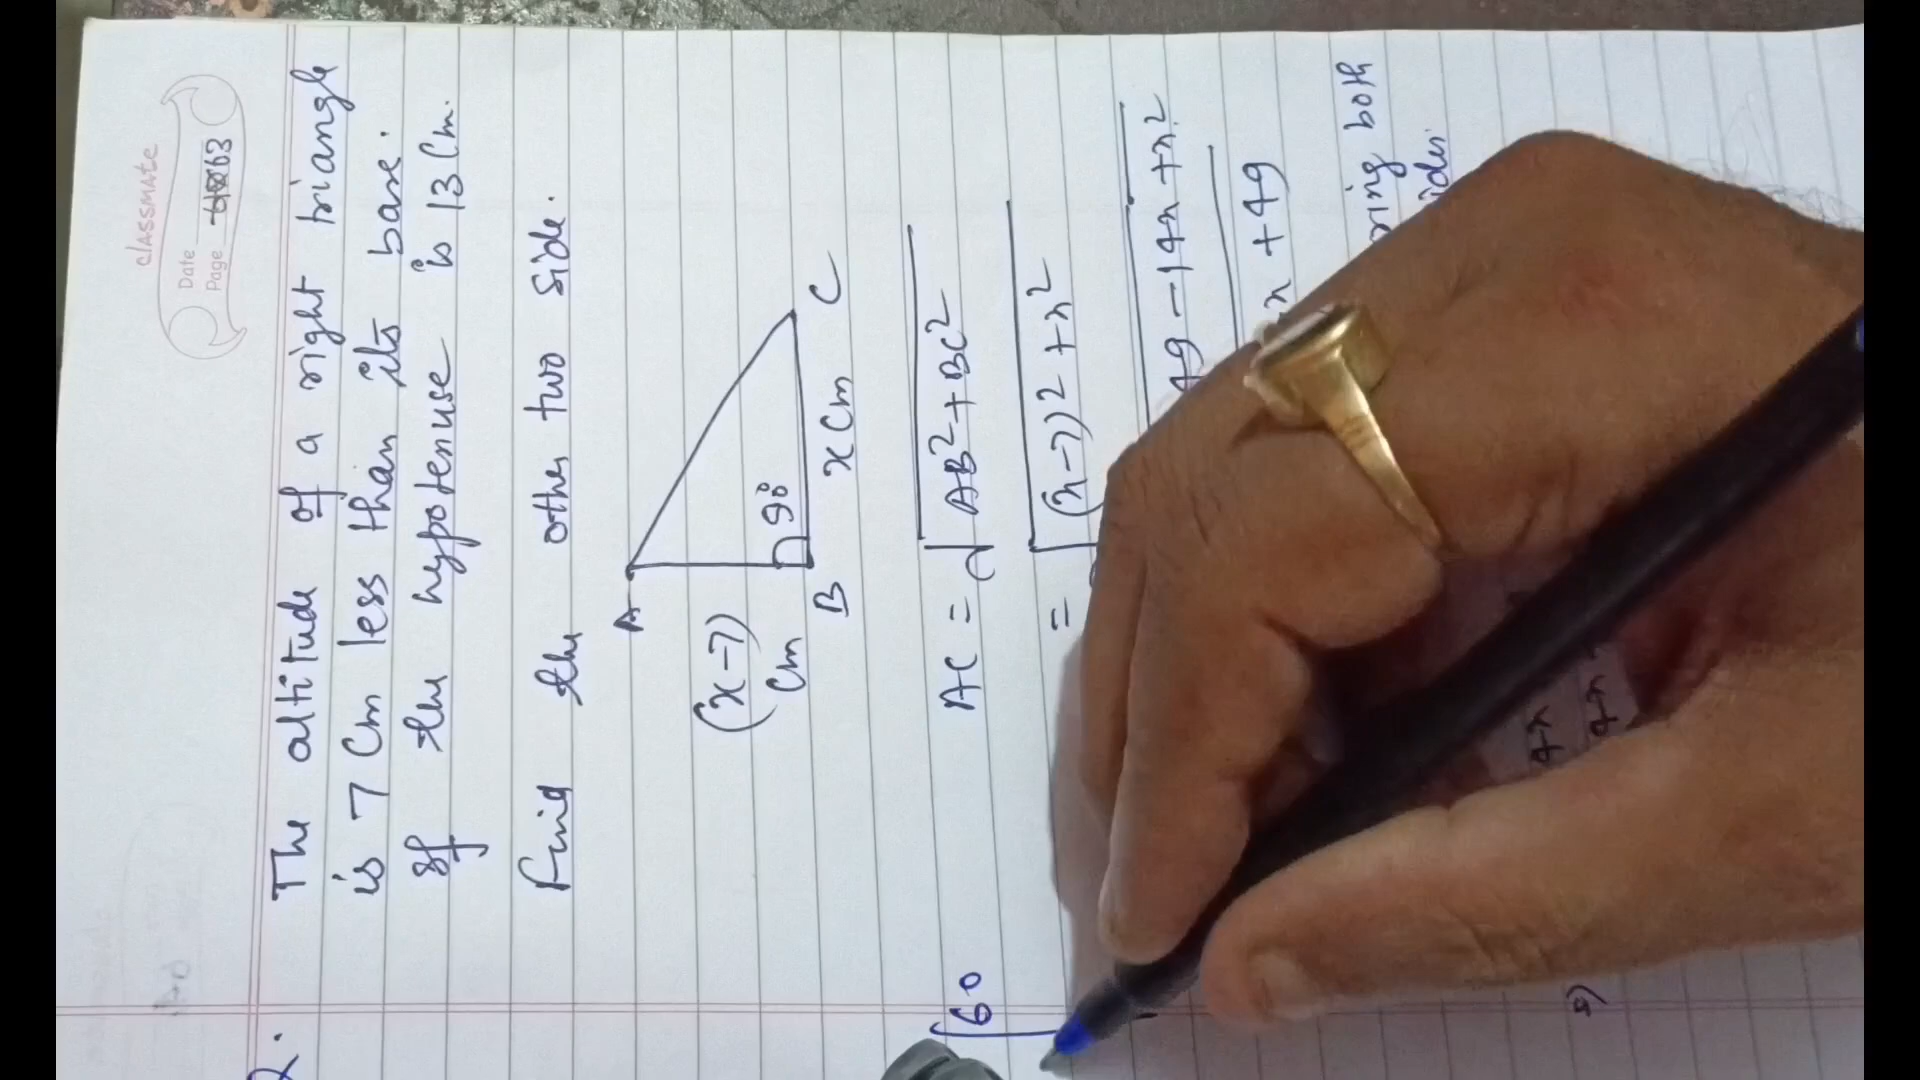 classmate
Date
Page 63
Q.
The altitude of a right triangle
is 7 cm less than its base.
If the hypotenuse is 13 cm.
Find the other two side.
A
(x-7)
cm
90°
B
x cm
C
AC = √AB²+BC²
= √(x-7)²+x²
49-14x+x²
x+49
both
60